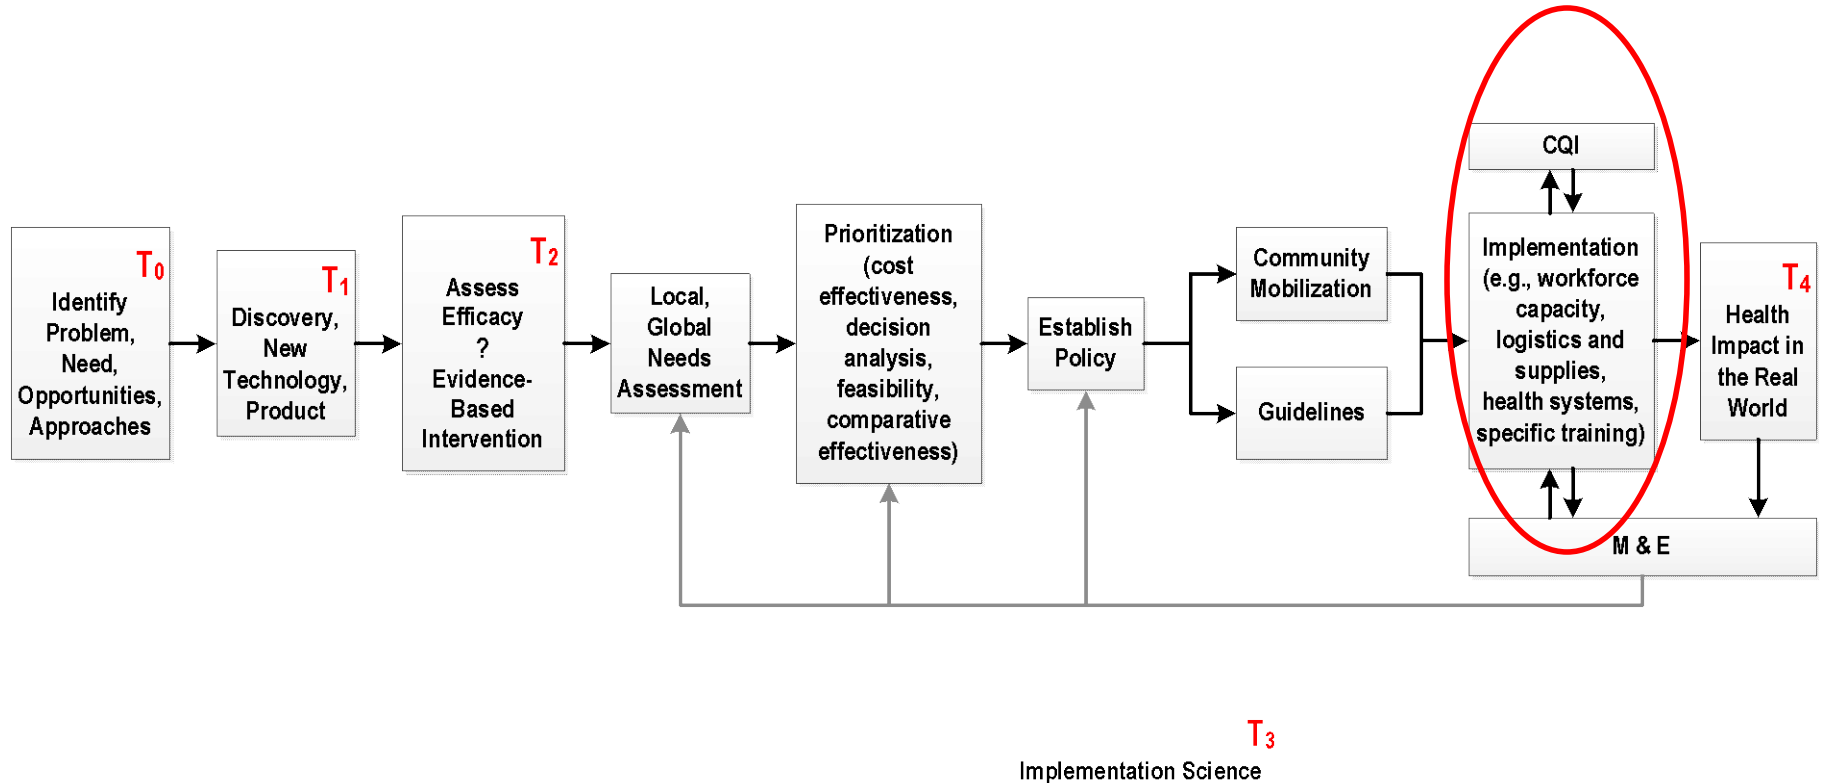 T0
Identify
Problem,
Need,
Opportunities,
Approaches
T1
Discovery,
New
Technology,
Product
T2
Assess
Efficacy
?
Evidence-
Based
Intervention
Local,
Global
Needs
Assessment
Prioritization
(cost
effectiveness,
decision
analysis,
feasibility,
comparative
effectiveness)
Establish
Policy
Community
Mobilization
Guidelines
CQI
Implementation
(e.g., workforce
capacity,
logistics and
supplies,
health systems,
specific training)
T4
Health
Impact in
the Real
World
M & E
T3
Implementation Science